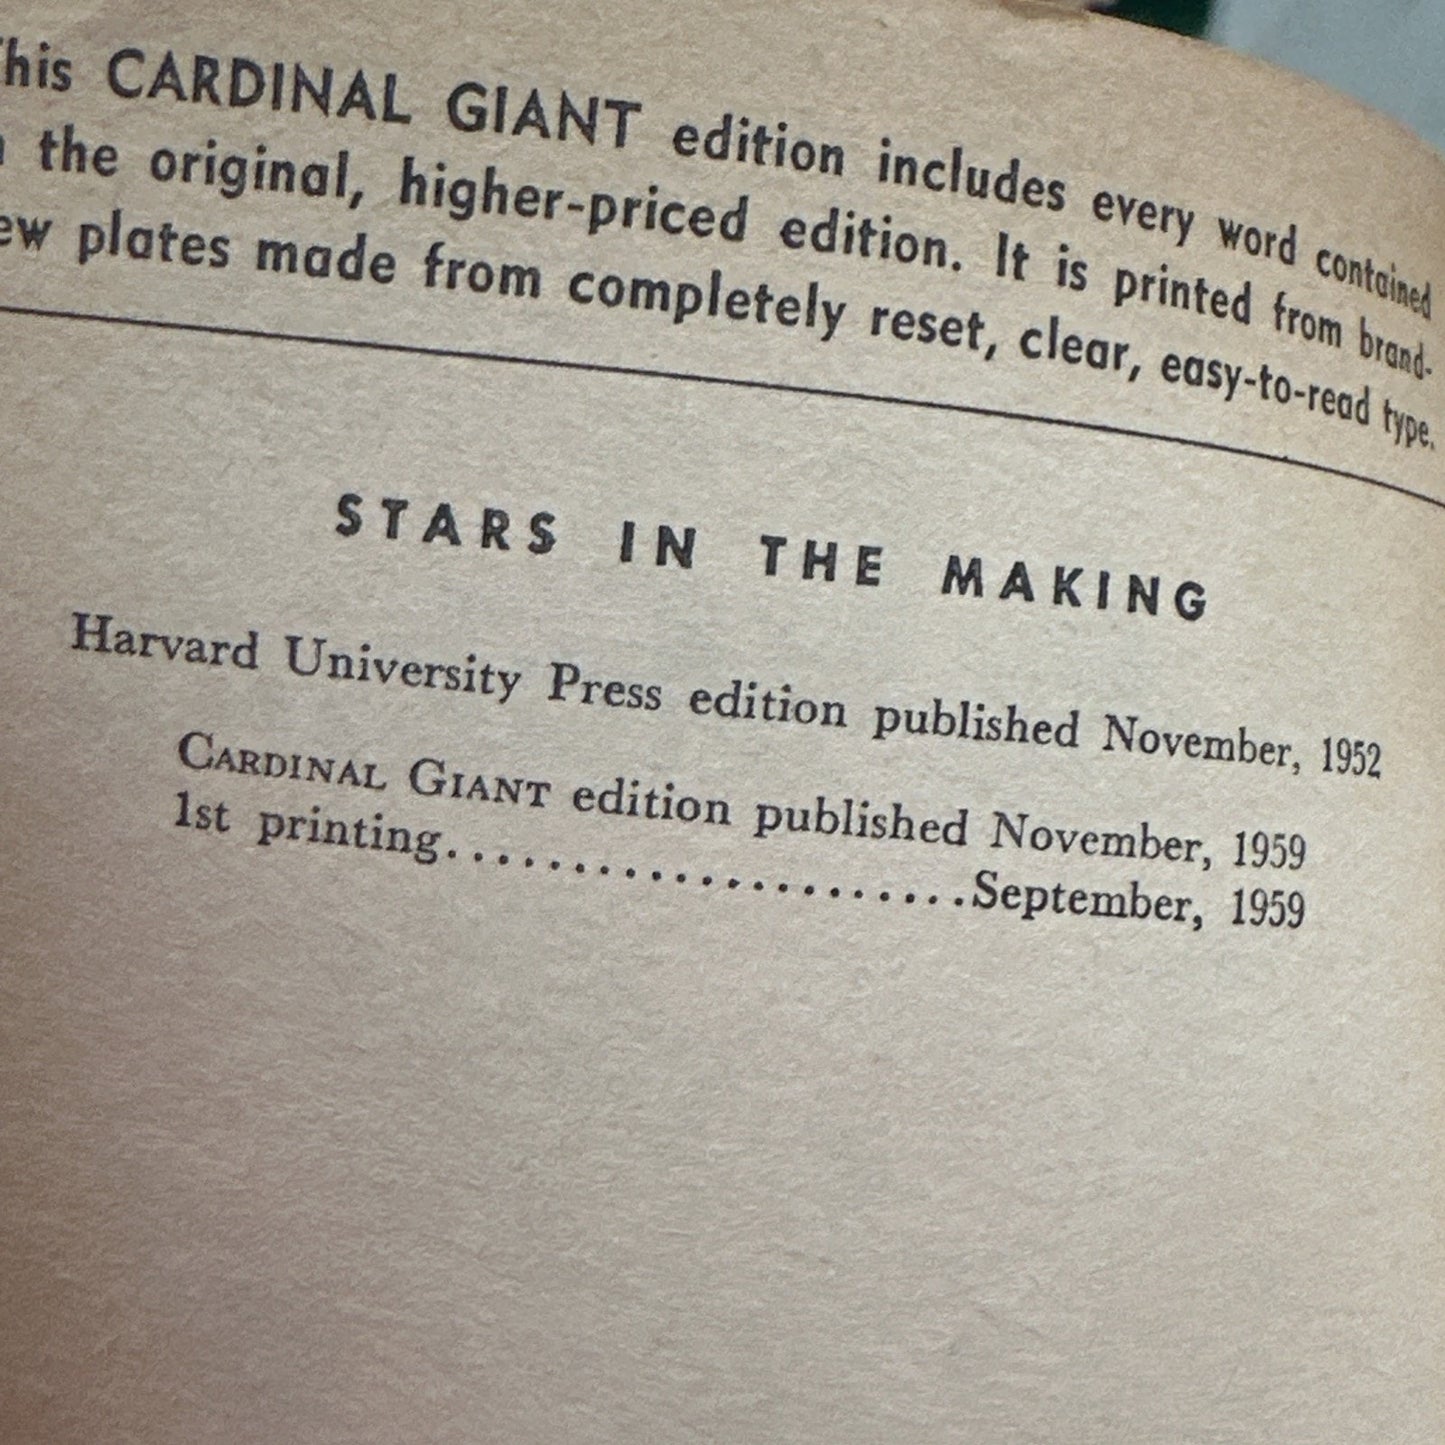 This CARDINAL GIANT edition includes every word contained
the original, higher-priced edition. It is printed from brand-
ew plates made from completely reset, clear, easy-to-read type.
STARS IN THE MAKING
Harvard University Press edition published November, 1952
CARDINAL GIANT edition published November, 1959
1st printing.....................September, 1959